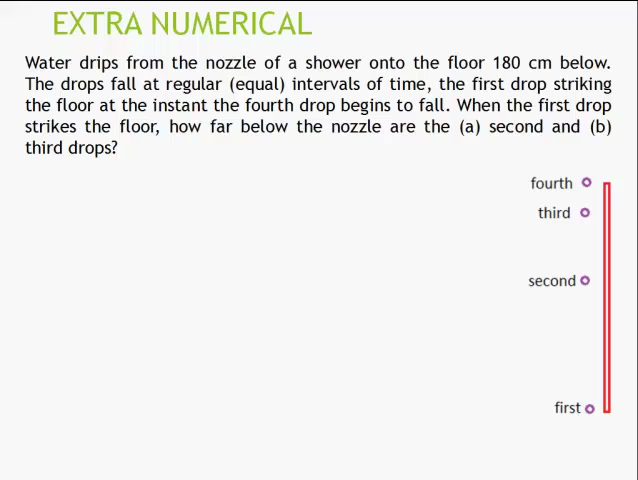 EXTRA NUMERICAL
Water drips from the nozzle of a shower onto the floor 180 cm below.
The drops fall at regular (equal) intervals of time, the first drop striking
the floor at the instant the fourth drop begins to fall. When the first drop
strikes the floor, how far below the nozzle are the (a) second and (b)
third drops?
fourth
third
second
first